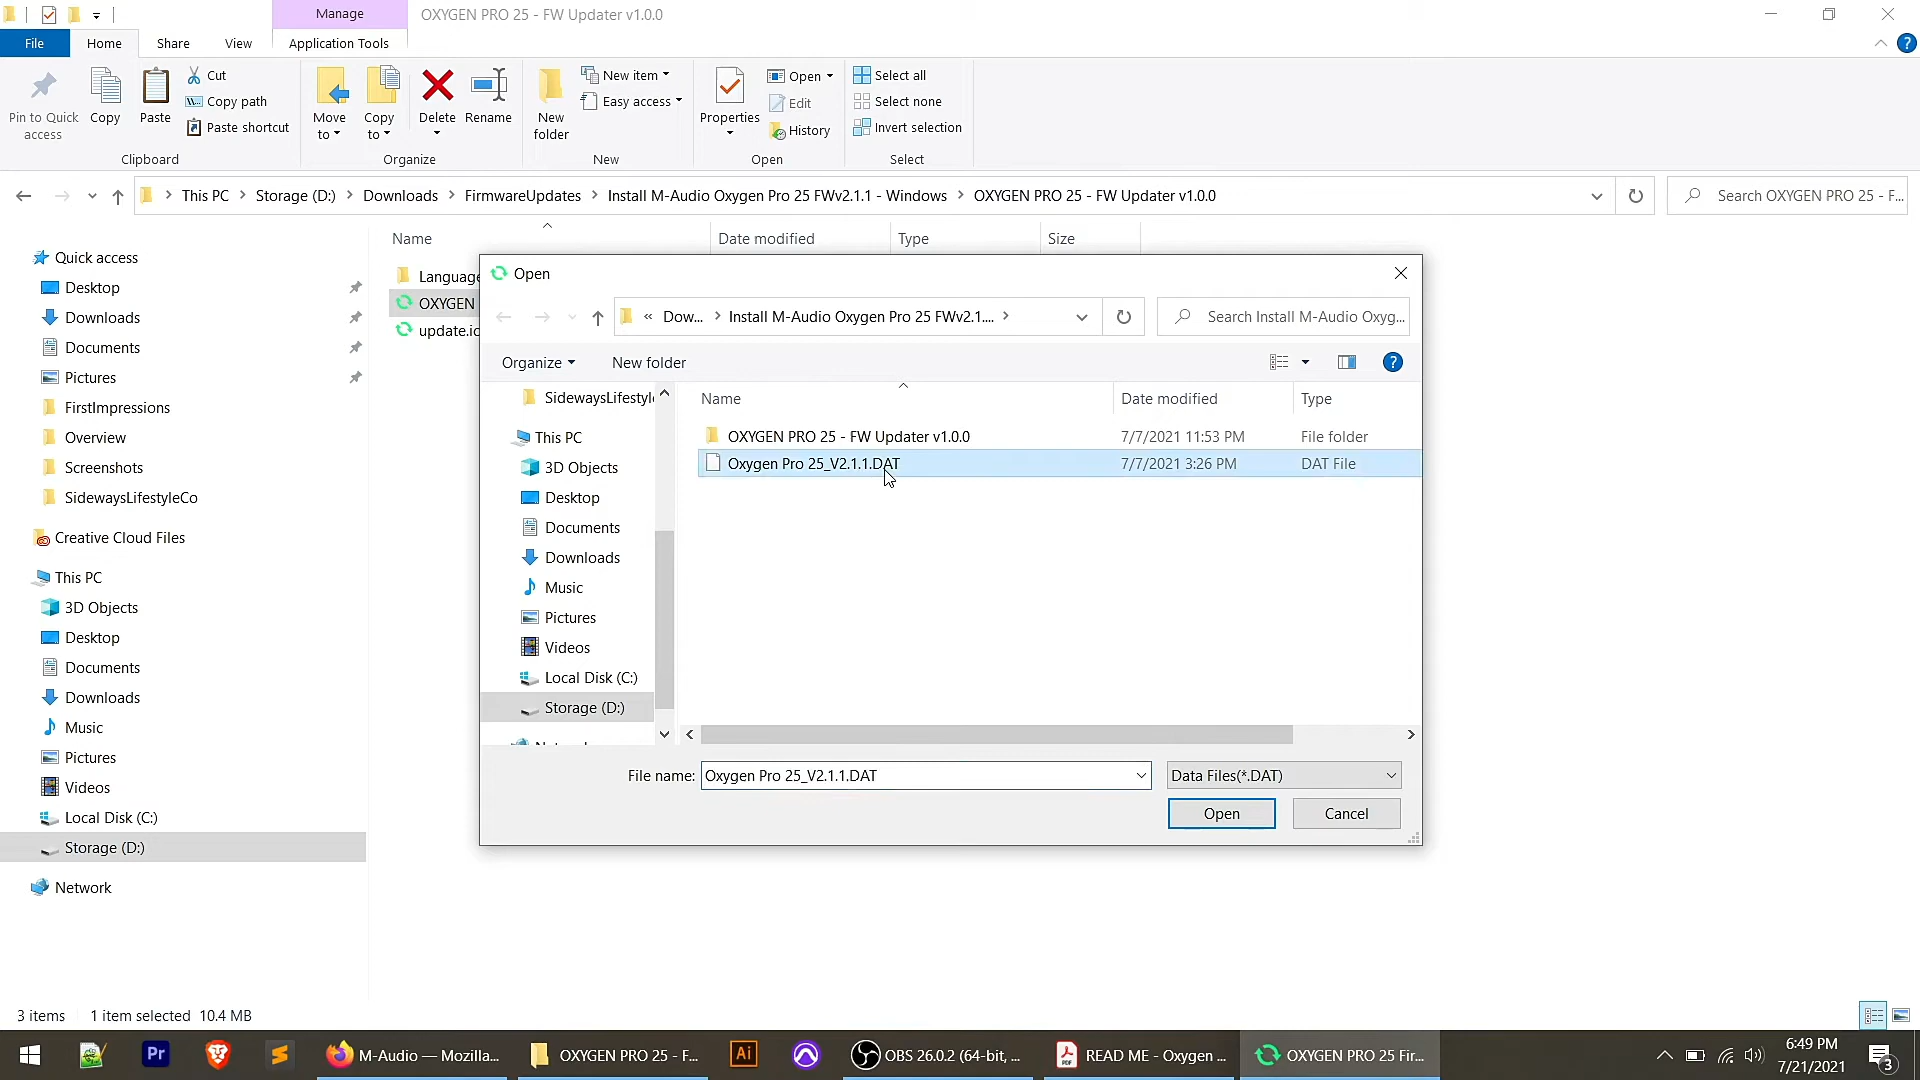 Manage
OXYGEN PRO 25 - FW Updater v1.0.0
File
Home
Share
View
Application Tools
Pin to Quick access
Copy
Paste
Cut
Copy path
Paste shortcut
Clipboard
Move to
Copy to
Delete
Rename
Organize
New folder
New item
Easy access
New
Properties
Open
Edit
History
Open
Select all
Select none
Invert selection
Select
This PC
Storage (D:)
Downloads
FirmwareUpdates
Install M-Audio Oxygen Pro 25 FWv2.1.1 - Windows
OXYGEN PRO 25 - FW Updater v1.0.0
Search OXYGEN PRO 25 - F...
Name
Date modified
Type
Size
Language
OXYGEN
update.ic
Quick access
Desktop
Downloads
Documents
Pictures
FirstImpressions
Overview
Screenshots
SidewaysLifestyleCo
Creative Cloud Files
This PC
3D Objects
Desktop
Documents
Downloads
Music
Pictures
Videos
Local Disk (C:)
Storage (D:)
Network
Open
« Dow...
Install M-Audio Oxygen Pro 25 FWv2.1....
Search Install M-Audio Oxyg...
Organize
New folder
?
Name
Date modified
Type
OXYGEN PRO 25 - FW Updater v1.0.0
7/7/2021 11:53 PM
File folder
Oxygen Pro 25_V2.1.1.DAT
7/7/2021 3:26 PM
DAT File
SidewaysLifestyle
This PC
3D Objects
Desktop
Documents
Downloads
Music
Pictures
Videos
Local Disk (C:)
Storage (D:)
File name:
Oxygen Pro 25_V2.1.1.DAT
Data Files(*.DAT)
Open
Cancel
3 items
1 item selected 10.4 MB
Pr
M-Audio — Mozilla...
OXYGEN PRO 25 - F...
Ai
OBS 26.0.2 (64-bit, ...
READ ME - Oxygen ...
OXYGEN PRO 25 Fir...
6:49 PM
7/21/2021
3